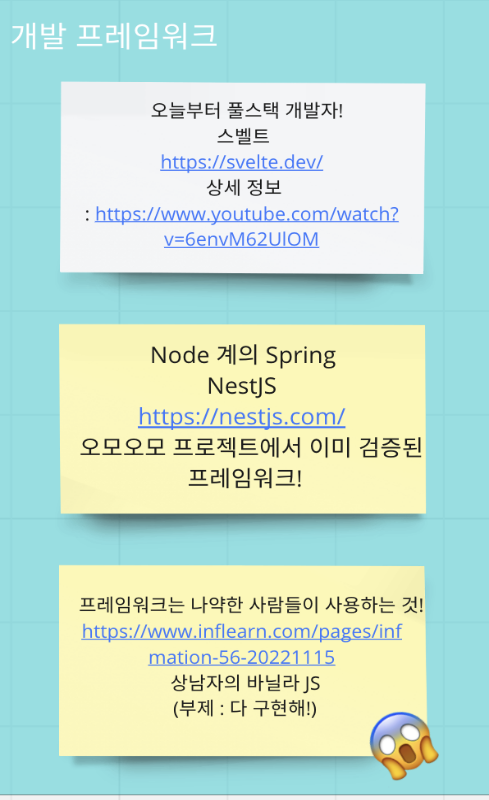 개발 프레임워크
오늘부터 풀스택 개발자!
스벨트
https://svelte.dev/
상세 정보
: https://www.youtube.com/watch?
v=6envM62UlOM
Node 계의 Spring
NestJS
https://nestjs.com/
오모오모 프로젝트에서 이미 검증된
프레임워크!
프레임워크는 나약한 사람들이 사용하는 것!
https://www.inflearn.com/pages/inf
mation-56-20221115
상남자의 바닐라 JS
(부제 : 다 구현해!)